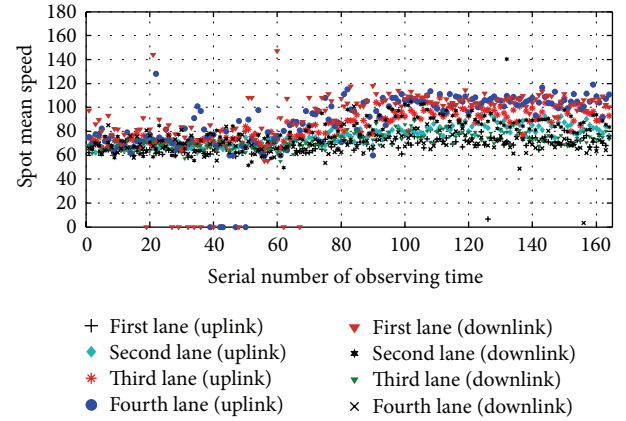 180
160
140
120
100
80
60
40
20
0
Spot mean speed
0 20 40 60 80 100 120 140 160
Serial number of observing time
First lane (uplink)
Second lane (uplink)
Third lane (uplink)
Fourth lane (uplink)
First lane (downlink)
Second lane (downlink)
Third lane (downlink)
Fourth lane (downlink)